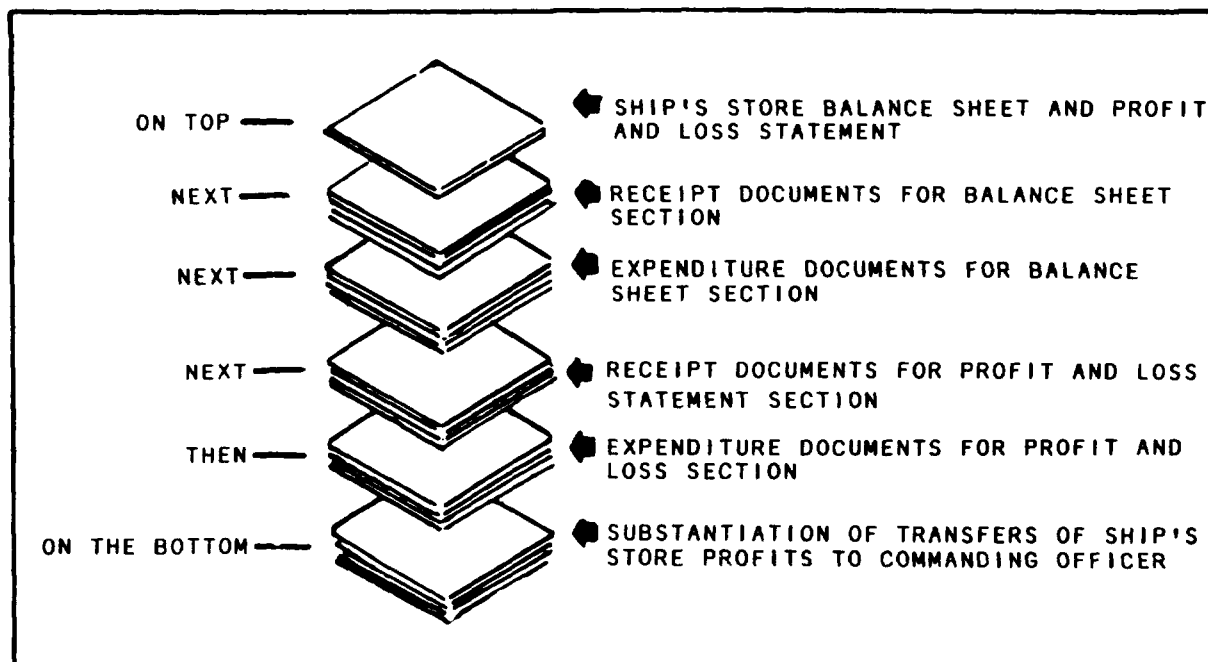 ON TOP
SHIP'S STORE BALANCE SHEET AND PROFIT
AND LOSS STATEMENT
NEXT
RECEIPT DOCUMENTS FOR BALANCE SHEET
SECTION
NEXT
EXPENDITURE DOCUMENTS FOR BALANCE
SHEET SECTION
NEXT
RECEIPT DOCUMENTS FOR PROFIT AND LOSS
STATEMENT SECTION
THEN
EXPENDITURE DOCUMENTS FOR PROFIT AND
LOSS SECTION
ON THE BOTTOM
SUBSTANTIATION OF TRANSFERS OF SHIP'S
STORE PROFITS TO COMMANDING OFFICER